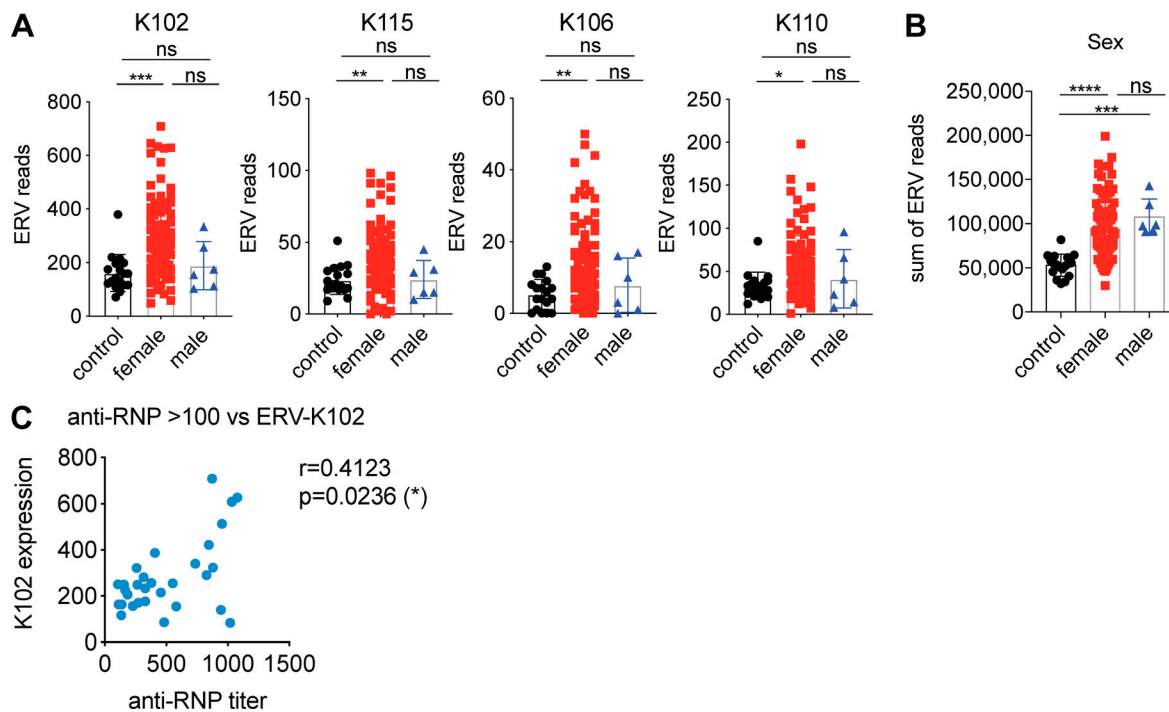 A
K102
ns
***
ns
ERV reads
800
600
400
200
0
control
female
male
K115
ns
**
ns
ERV reads
150
100
50
0
control
female
male
K106
ns
**
ns
ERV reads
60
40
20
0
control
female
male
K110
ns
*
ns
ERV reads
250
200
150
100
50
0
control
female
male
B
Sex
****
ns
***
sum of ERV reads
250,000
200,000
150,000
100,000
50,000
0
control
female
male
C
anti-RNP >100 vs ERV-K102
r=0.4123
p=0.0236 (*)
K102 expression
800
600
400
200
0
0 500 1000 1500
anti-RNP titer